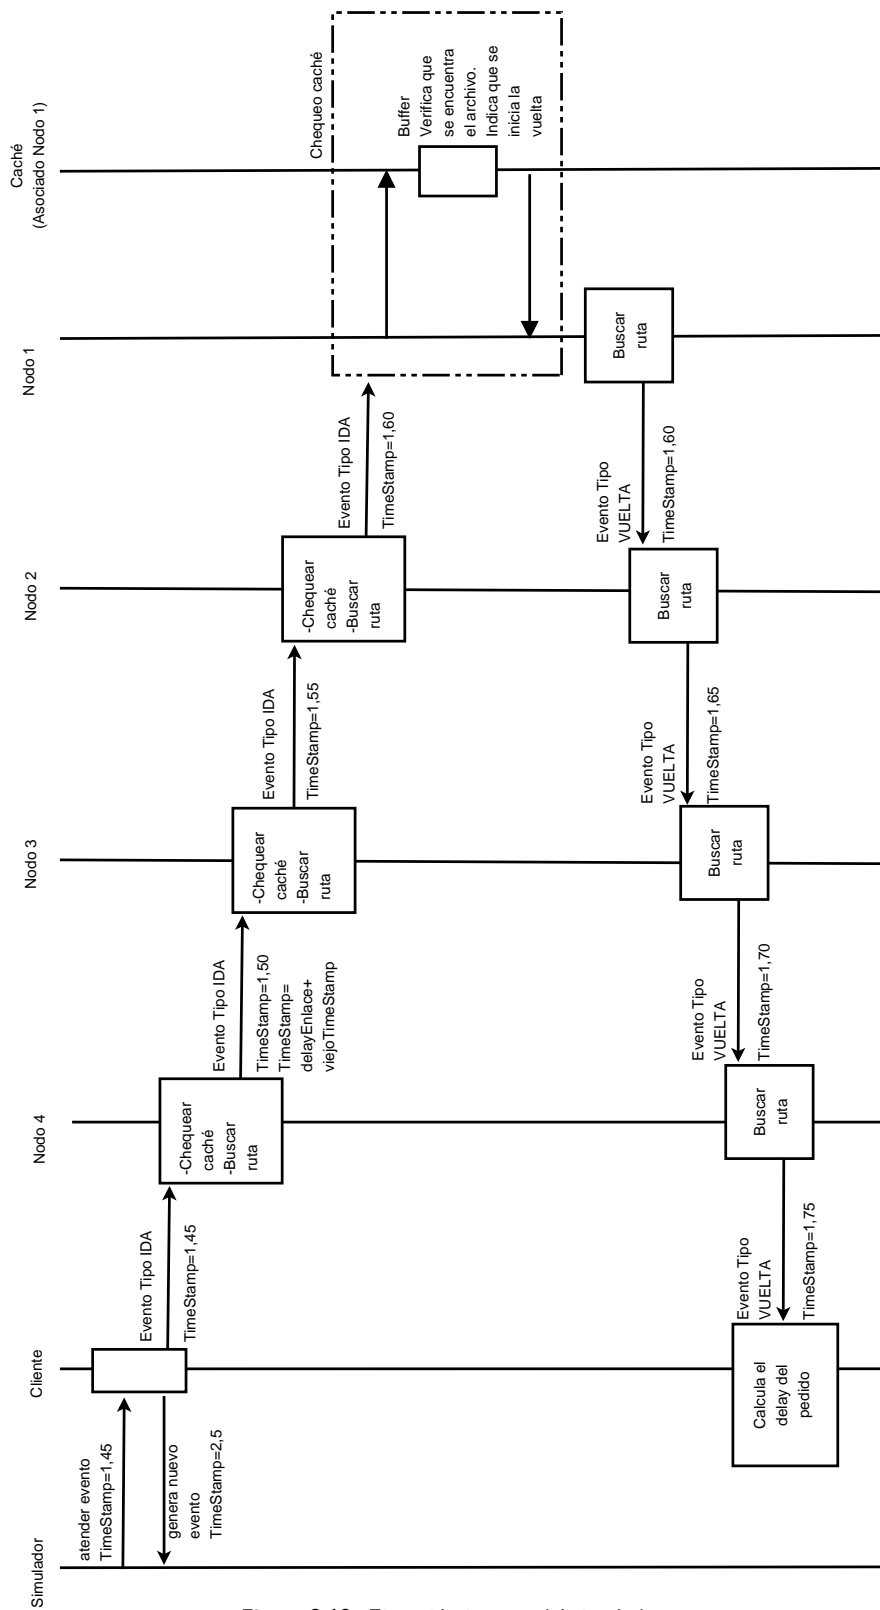 Simulador
Cliente
Nodo 4
Nodo 3
Nodo 2
Nodo 1
Caché
(Asociado Nodo 1)
atender evento
TimeStamp=1,45
genera nuevo
evento
TimeStamp=2,5
Evento Tipo IDA
TimeStamp=1,45
-Chequear
caché
-Buscar
ruta
Evento Tipo IDA
TimeStamp=1,50
TimeStamp=
delayEnlace+
viejoTimeStamp
-Chequear
caché
-Buscar
ruta
Evento Tipo IDA
TimeStamp=1,55
-Chequear
caché
-Buscar
ruta
Evento Tipo IDA
TimeStamp=1,60
Chequeo caché
Buffer
Verifica que
se encuentra
el archivo.
Indica que se
inicia la
vuelta
Buscar
ruta
Evento Tipo
VUELTA
TimeStamp=1,60
Buscar
ruta
Evento Tipo
VUELTA
TimeStamp=1,65
Buscar
ruta
Evento Tipo
VUELTA
TimeStamp=1,70
Buscar
ruta
Evento Tipo
VUELTA
TimeStamp=1,75
Calcula el
delay del
pedido